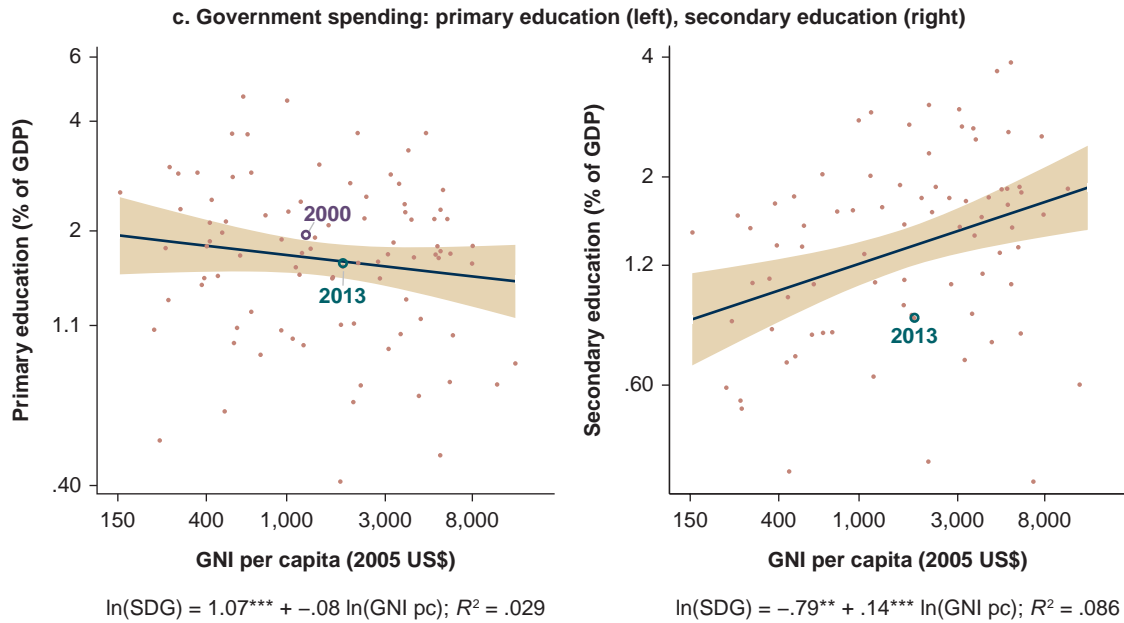 c. Government spending: primary education (left), secondary education (right)
Primary education (% of GDP)
6
4
2
1.1
.40
2000
2013
150 400 1,000 3,000 8,000
GNI per capita (2005 US$)
ln(SDG) = 1.07*** + –.08 ln(GNI pc); R² = .029
Secondary education (% of GDP)
4
2
1.2
.60
2013
150 400 1,000 3,000 8,000
GNI per capita (2005 US$)
ln(SDG) = –.79** + .14*** ln(GNI pc); R² = .086